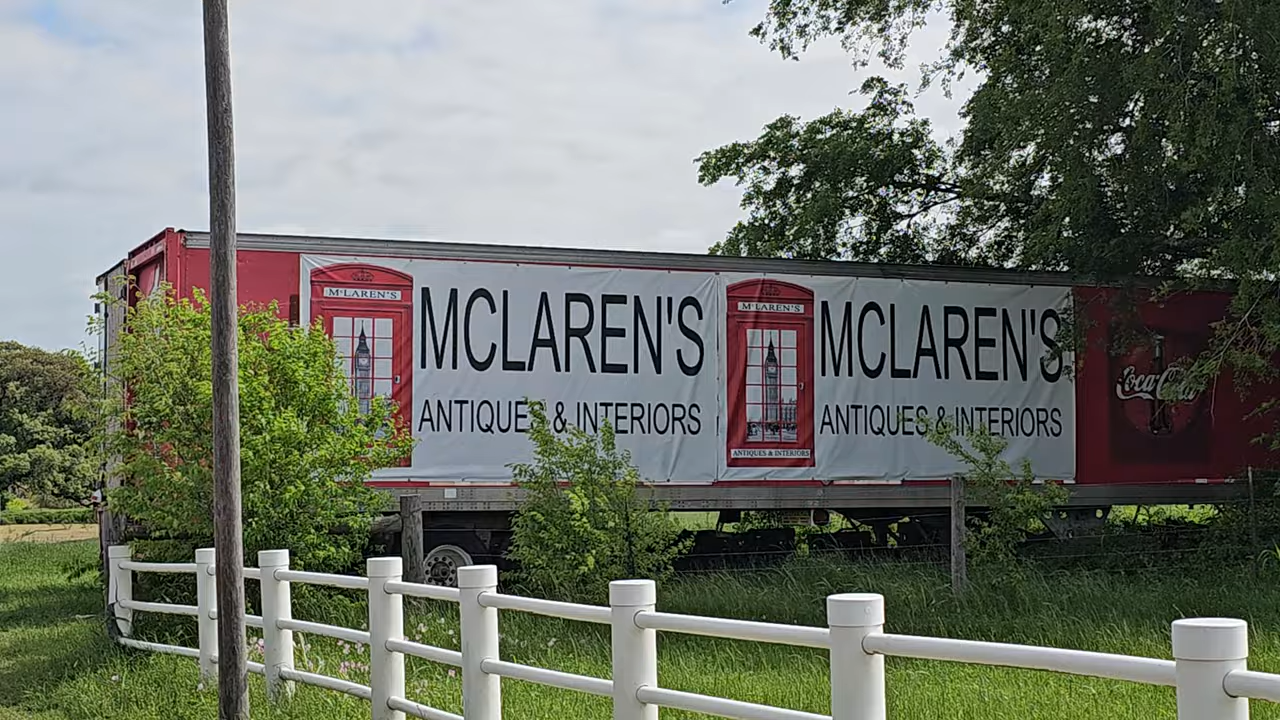 McLAREN'S
MCLAREN'S
ANTIQUES & INTERIORS
McLAREN'S
ANTIQUES & INTERIORS
MCLAREN'S
ANTIQUES & INTERIORS
Coca-Cola